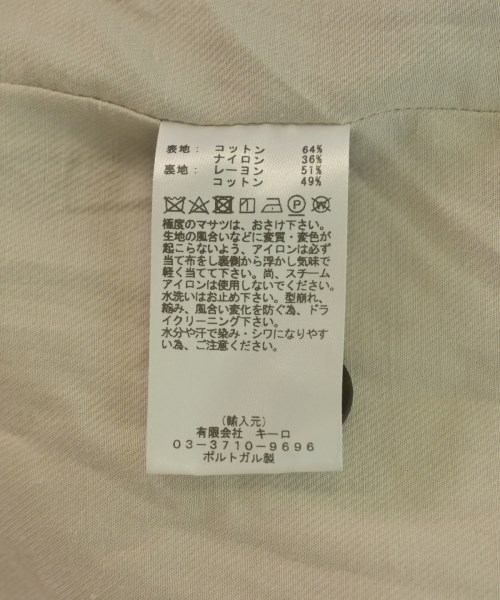 表地: コットン 64%
ナイロン 36%
裏地: レーヨン 51%
コットン 49%
P W
極度のマサツは、おさけ下さい。
生地の風合いなどに変質・変色が
起こらないよう、アイロンは必ず
当て布をし裏側から浮かし気味で
軽く当てて下さい。尚、スチーム
アイロンは使用しないでください。
水洗いはお止め下さい。型崩れ、
縮み、風合い変化を防ぐ為、ドラ
イクリーニング下さい。
水分や汗で染み・シワになりやす
い為、ご注意ください。
(輸入元)
有限会社 キーロ
03-3710-9696
ポルトガル製